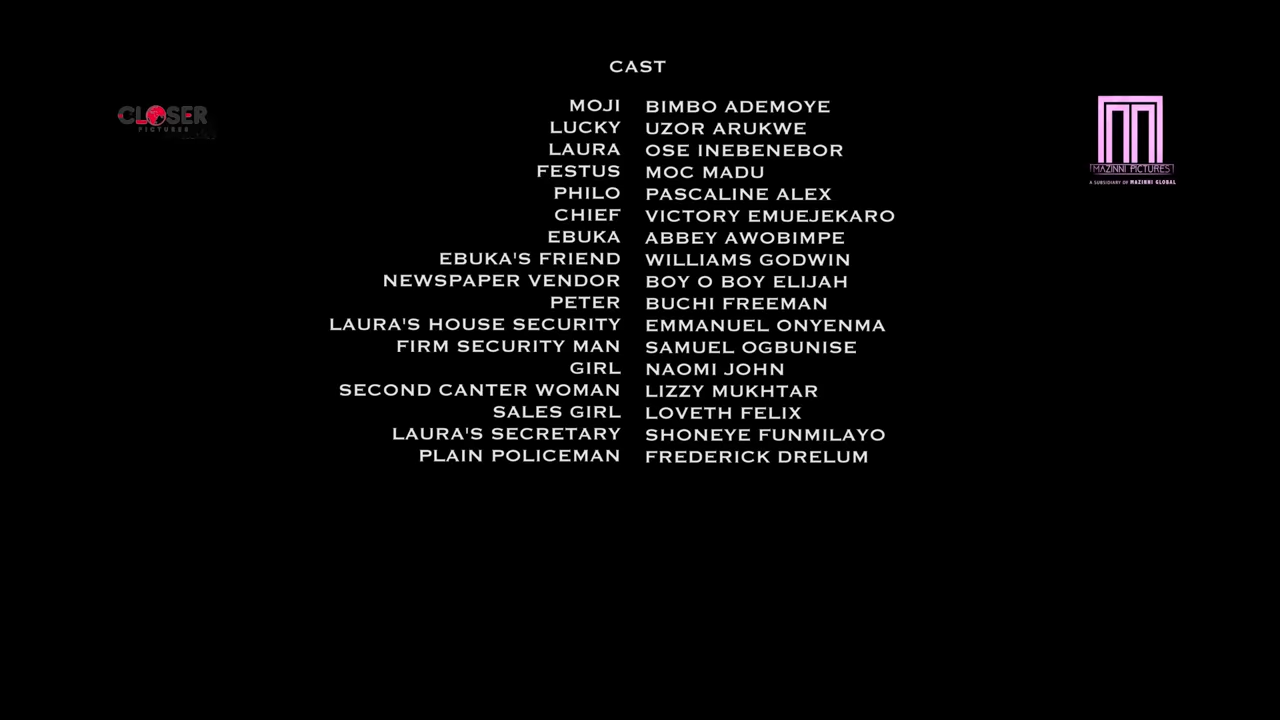 CAST
CLOSER
PICTURES
MOJI BIMBO ADEMOYE
LUCKY UZOR ARUKWE
LAURA OSE INEBENEBOR
FESTUS MOC MADU
PHILO PASCALINE ALEX
CHIEF VICTORY EMUEJEKARO
EBUKA ABBEY AWOBIMPE
EBUKA'S FRIEND WILLIAMS GODWIN
NEWSPAPER VENDOR BOY O BOY ELIJAH
PETER BUCHI FREEMAN
LAURA'S HOUSE SECURITY EMMANUEL ONYENMA
FIRM SECURITY MAN SAMUEL OGBUNISE
GIRL NAOMI JOHN
SECOND CANTER WOMAN LIZZY MUKHTAR
SALES GIRL LOVETH FELIX
LAURA'S SECRETARY SHONEYE FUNMILAYO
PLAIN POLICEMAN FREDERICK DRELUM
MAZINNI PICTURES
A SUBSIDIARY OF MAZINNI GLOBAL